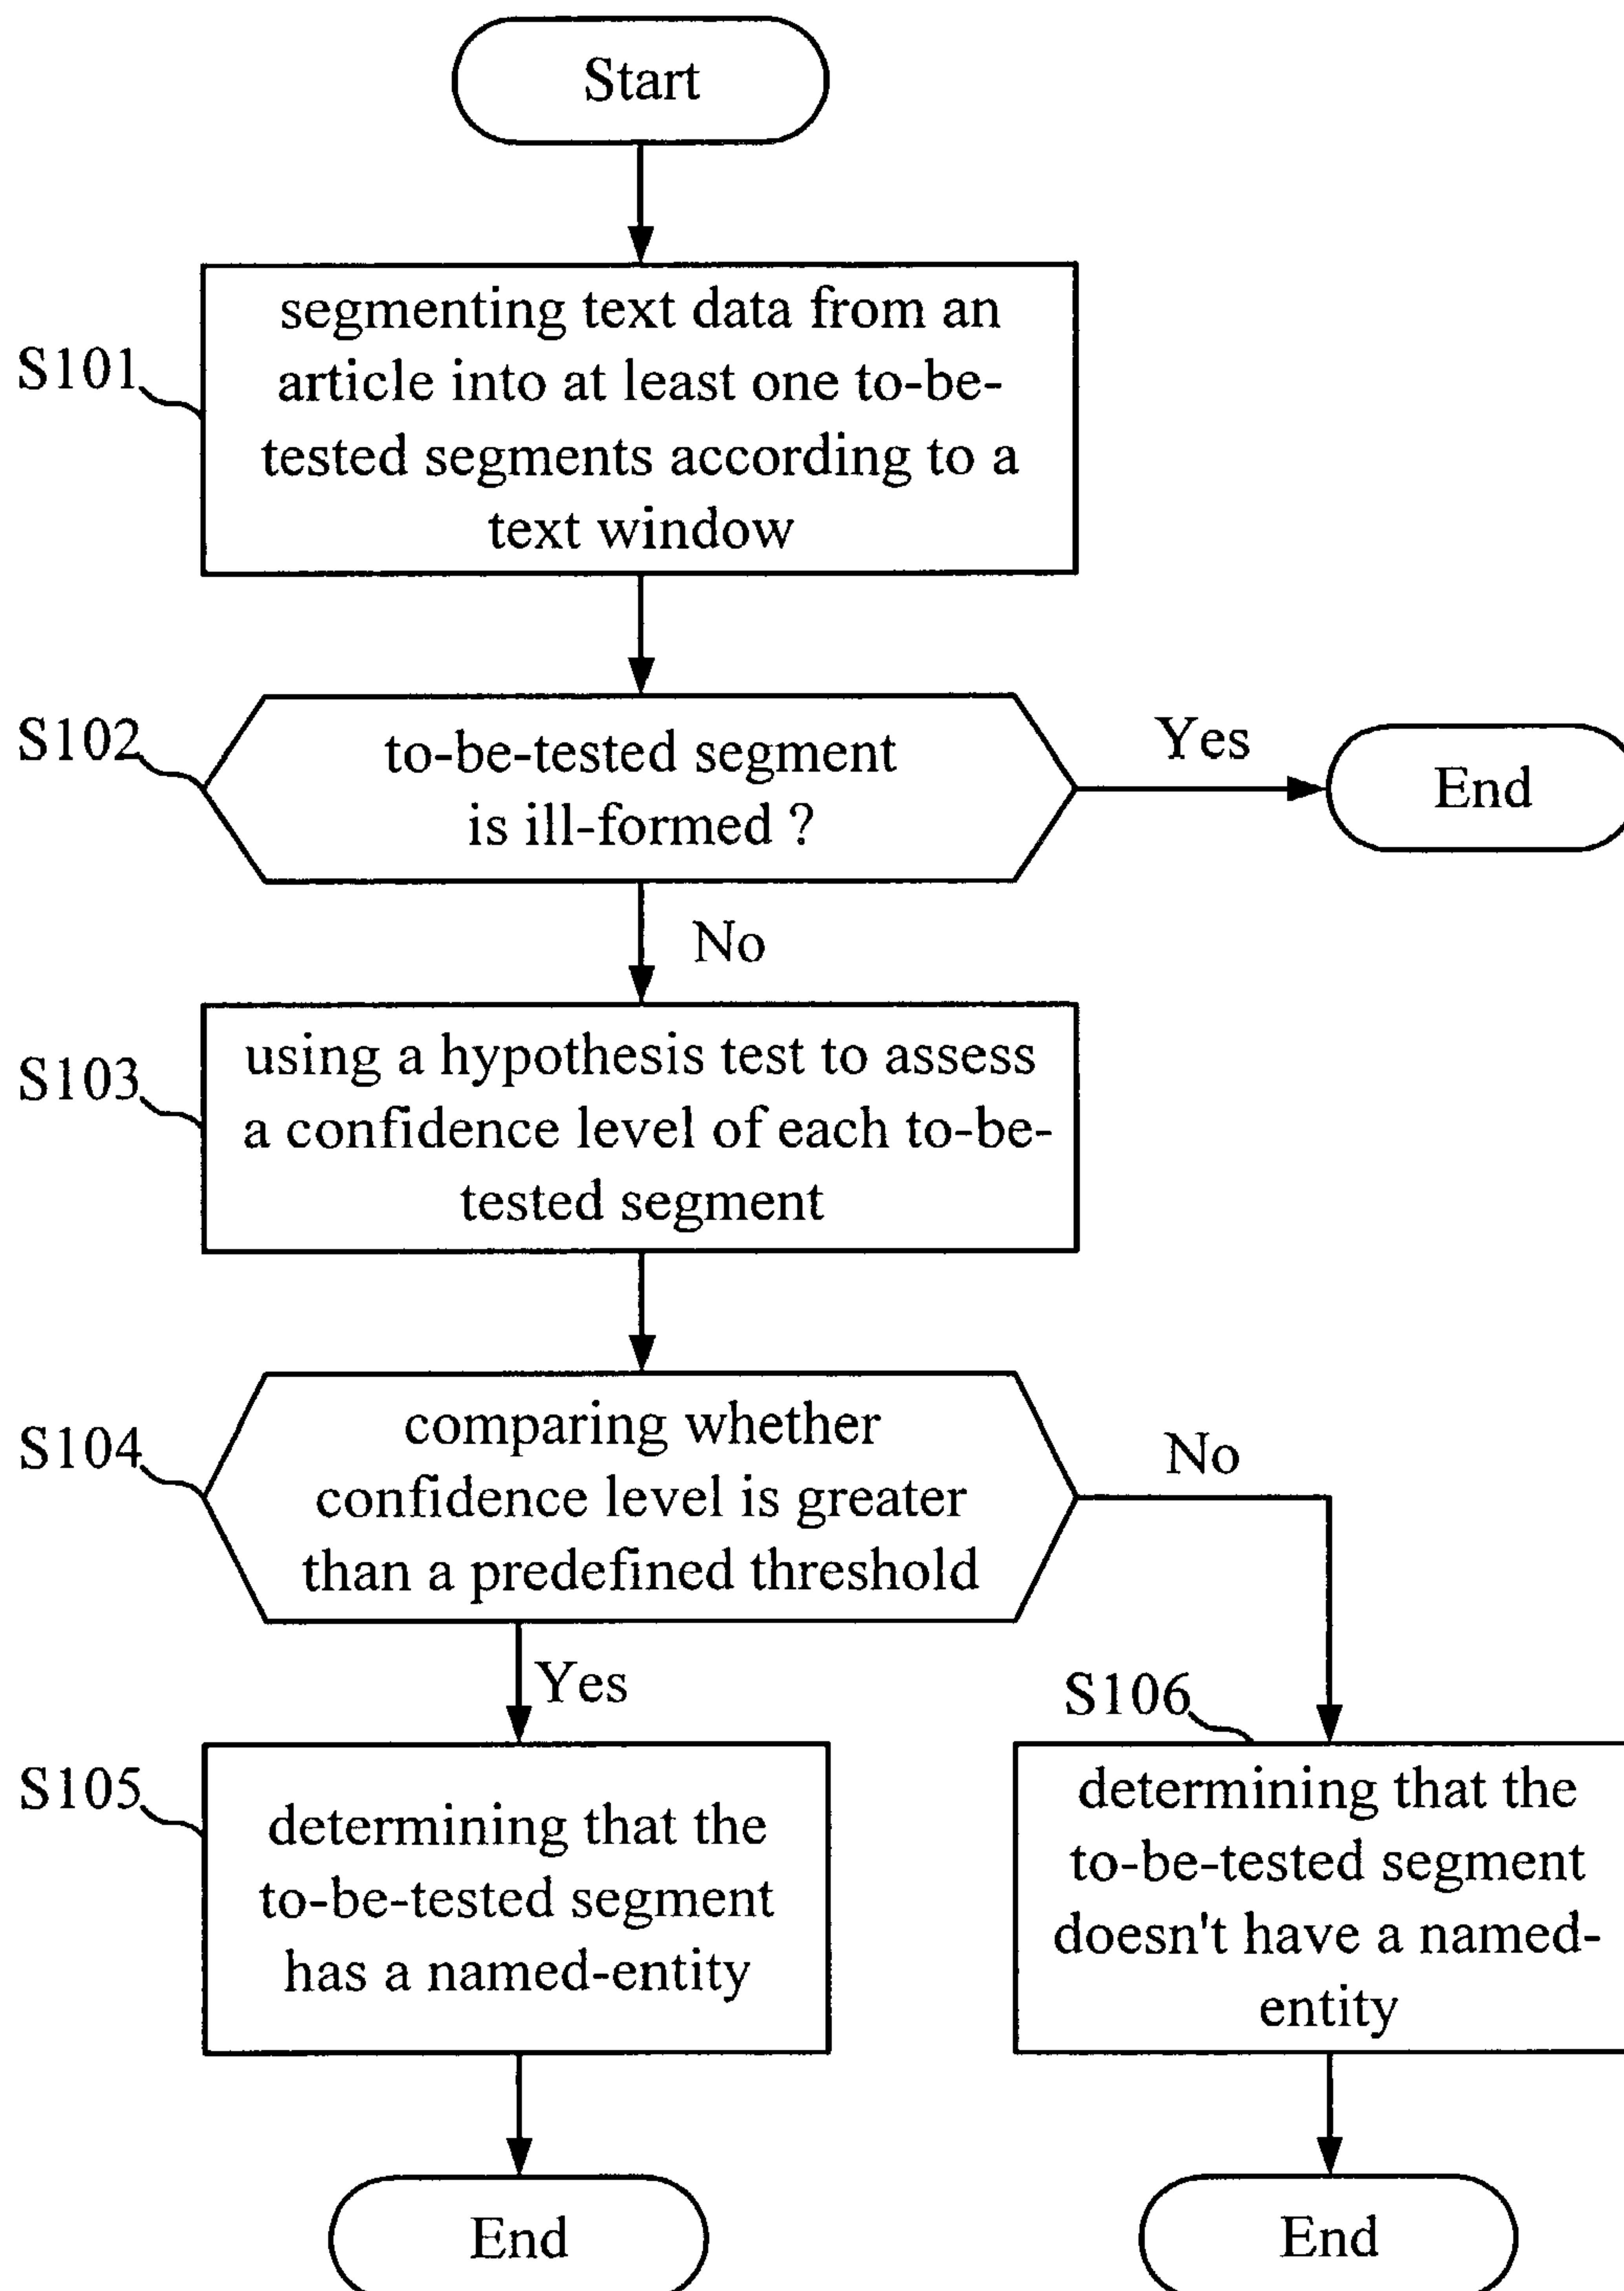 Start
S101
segmenting text data from an
article into at least one to-be-
tested segments according to a
text window
S102
to-be-tested segment
is ill-formed ?
Yes
End
No
S103
using a hypothesis test to assess
a confidence level of each to-be-
tested segment
S104
comparing whether
confidence level is greater
than a predefined threshold
No
Yes
S105
determining that the
to-be-tested segment
has a named-entity
S106
determining that the
to-be-tested segment
doesn't have a named-
entity
End
End